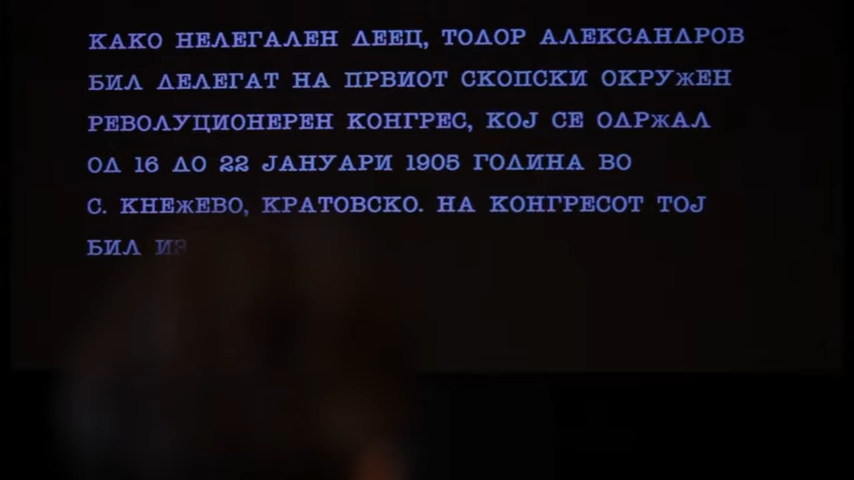 КАКО НЕЛЕГАЛЕН ДЕЕЦ, ТОДОР АЛЕКСАНДРОВ
БИЛ ДЕЛЕГАТ НА ПРВИОТ СКОПСКИ ОКРУЖЕН
РЕВОЛУЦИОНЕРЕН КОНГРЕС, КОЈ СЕ ОДРЖАЛ
ОД 16 ДО 22 ЈАНУАРИ 1905 ГОДИНА ВО
С. КНЕЖЕВО, КРАТОВСКО. НА КОНГРЕСОТ ТОЈ
БИЛ